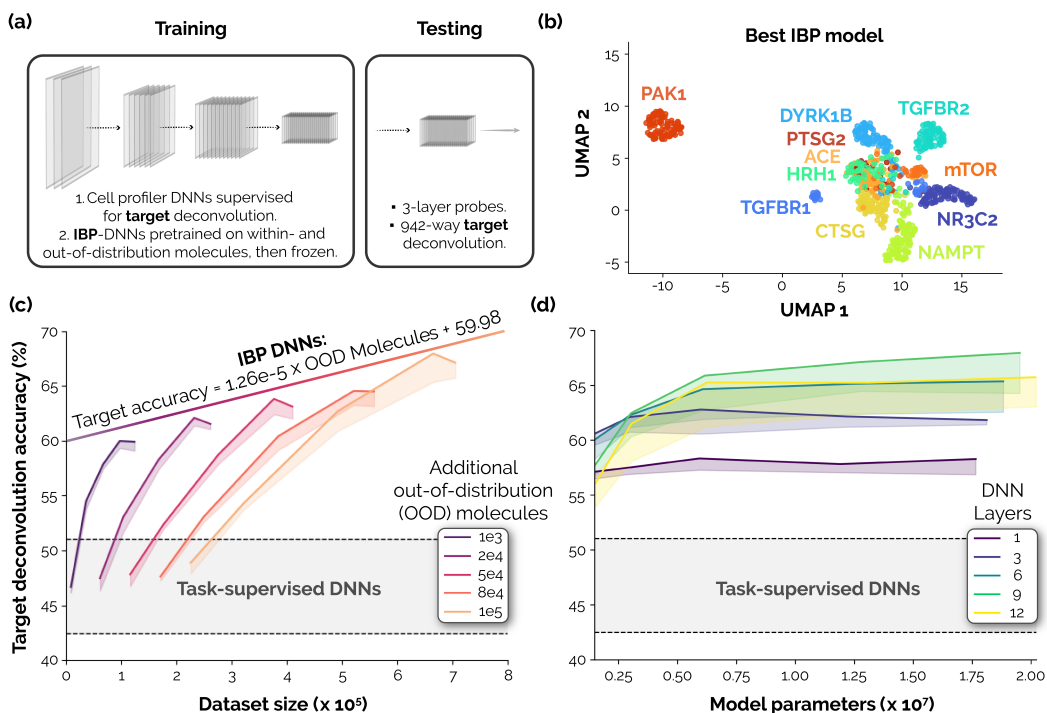 (a)
Training
Testing
1. Cell profiler DNNs supervised
for target deconvolution.
2. IBP-DNNs pretrained on within- and
out-of-distribution molecules, then frozen.
▪ 3-layer probes.
▪ 942-way target
deconvolution.
(b)
Best IBP model
UMAP 2
15
10
5
0
-5
PAK1
DYRK1B
TGFBR2
PTSG2
ACE
HRH1
mTOR
TGFBR1
NR3C2
CTSG
NAMPT
-10
-5
0
5
10
15
UMAP 1
(c)
Target deconvolution accuracy (%)
70
65
60
55
50
45
40
IBP DNNs:
Target accuracy = 1.26e-5 x OOD Molecules + 59.98
Additional
out-of-distribution
(OOD) molecules
1e3
2e4
5e4
8e4
1e5
Task-supervised DNNs
0
1
2
3
4
5
6
7
8
Dataset size (x 10⁵)
(d)
70
65
60
55
50
45
40
DNN
Layers
1
3
6
9
12
Task-supervised DNNs
0.25
0.50
0.75
1.00
1.25
1.50
1.75
2.00
Model parameters (x 10⁷)